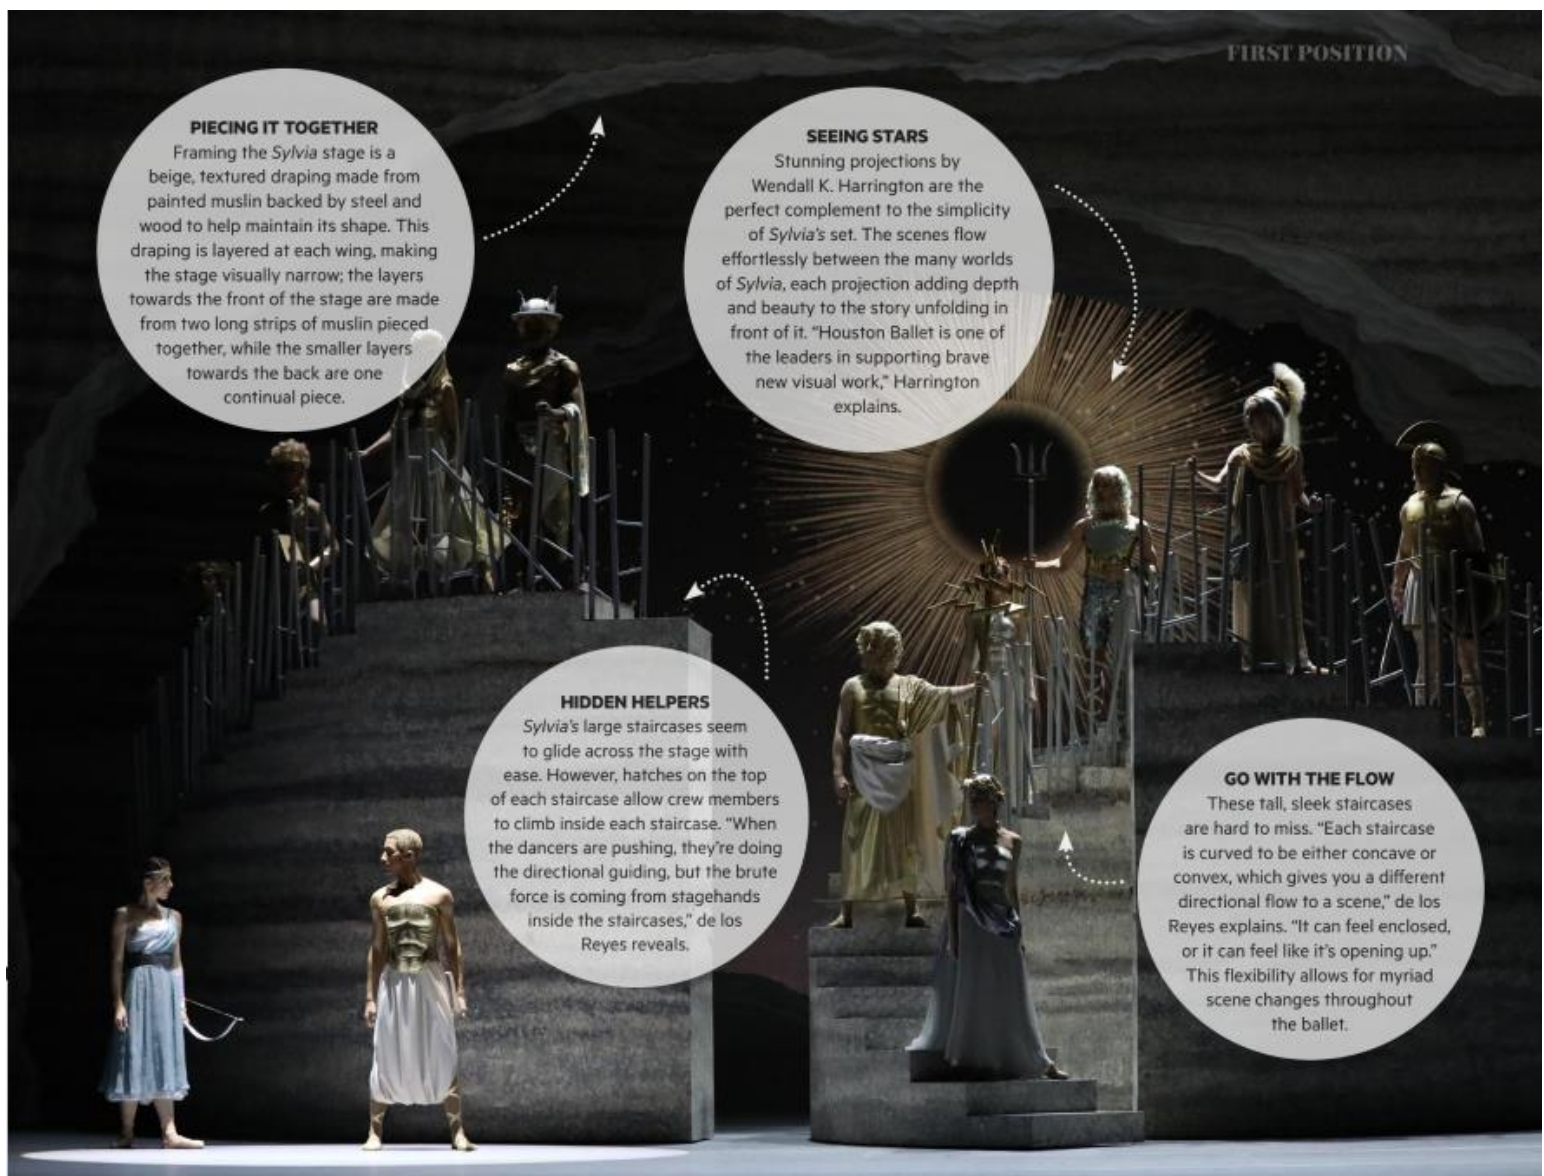 FIRST POSITION
PIECING IT TOGETHER
Framing the Sylvia stage is a
beige, textured draping made from
painted muslin backed by steel and
wood to help maintain its shape. This
draping is layered at each wing, making
the stage visually narrow; the layers
towards the front of the stage are made
from two long strips of muslin pieced
together, while the smaller layers
towards the back are one
continual piece.
SEEING STARS
Stunning projections by
Wendall K. Harrington are the
perfect complement to the simplicity
of Sylvia's set. The scenes flow
effortlessly between the many worlds
of Sylvia, each projection adding depth
and beauty to the story unfolding in
front of it. "Houston Ballet is one of
the leaders in supporting brave
new visual work," Harrington
explains.
HIDDEN HELPERS
Sylvia's large staircases seem
to glide across the stage with
ease. However, hatches on the top
of each staircase allow crew members
to climb inside each staircase. "When
the dancers are pushing, they're doing
the directional guiding, but the brute
force is coming from stagehands
inside the staircases," de los
Reyes reveals.
GO WITH THE FLOW
These tall, sleek staircases
are hard to miss. "Each staircase
is curved to be either concave or
convex, which gives you a different
directional flow to a scene," de los
Reyes explains. "It can feel enclosed,
or it can feel like it's opening up."
This flexibility allows for myriad
scene changes throughout
the ballet.